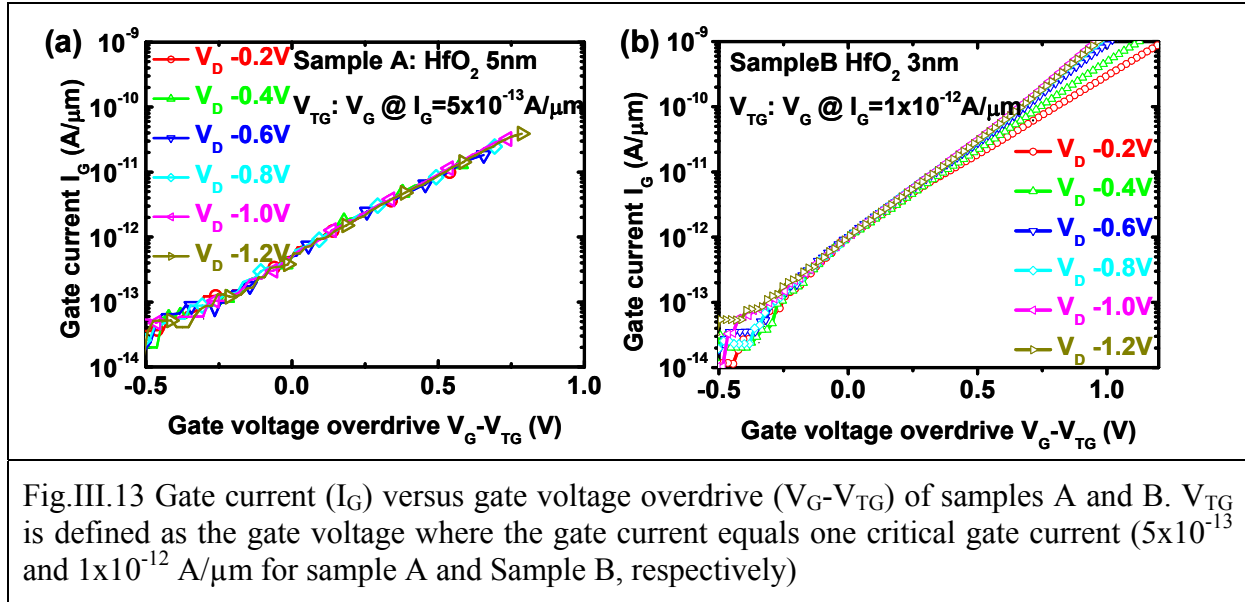 (a)
10⁻⁹
10⁻¹⁰
10⁻¹¹
10⁻¹²
10⁻¹³
10⁻¹⁴
Gate current I_G (A/µm)
V_D -0.2V
V_D -0.4V
V_D -0.6V
V_D -0.8V
V_D -1.0V
V_D -1.2V
Sample A: HfO₂ 5nm
V_TG: V_G @ I_G=5x10⁻¹³A/µm
-0.5 0.0 0.5 1.0
Gate voltage overdrive V_G-V_TG (V)
(b)
10⁻⁹
10⁻¹⁰
10⁻¹¹
10⁻¹²
10⁻¹³
10⁻¹⁴
Gate current I_G (A/µm)
SampleB HfO₂ 3nm
V_TG: V_G @ I_G=1x10⁻¹²A/µm
V_D -0.2V
V_D -0.4V
V_D -0.6V
V_D -0.8V
V_D -1.0V
V_D -1.2V
-0.5 0.0 0.5 1.0
Gate voltage overdrive V_G-V_TG (V)
Fig.III.13 Gate current (I_G) versus gate voltage overdrive (V_G-V_TG) of samples A and B. V_TG
is defined as the gate voltage where the gate current equals one critical gate current (5x10⁻¹³
and 1x10⁻¹² A/µm for sample A and Sample B, respectively)